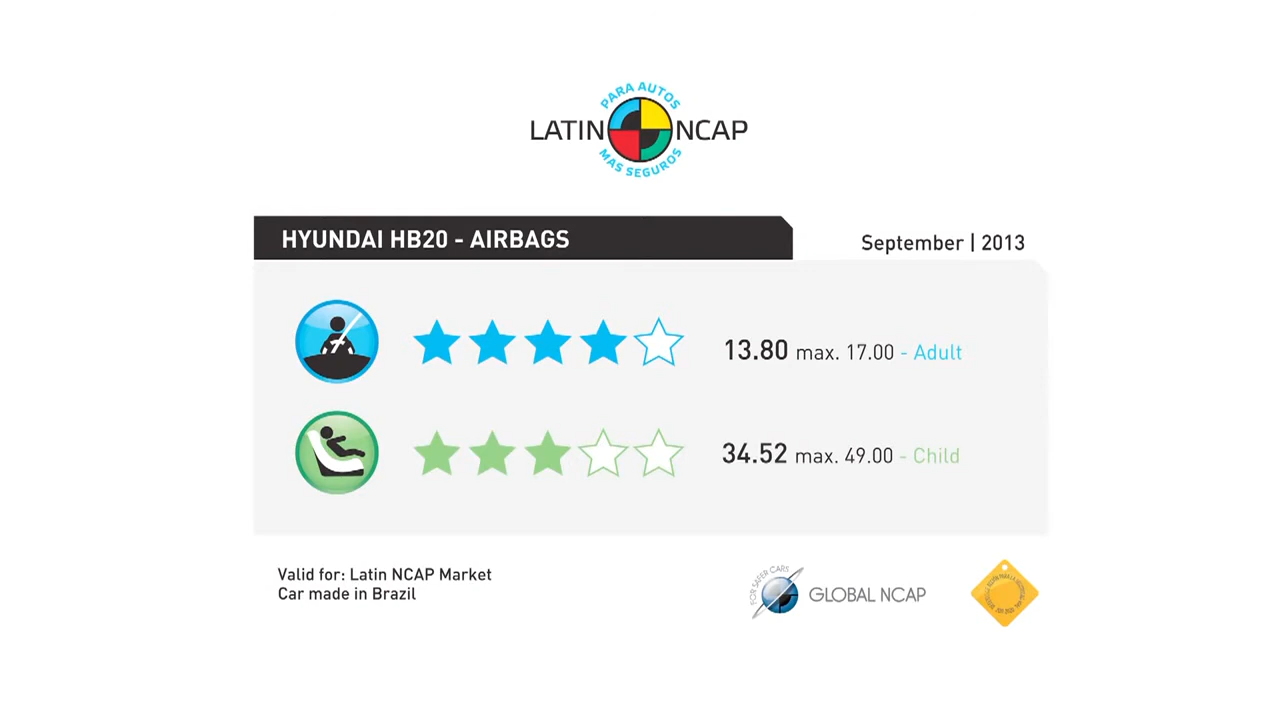 PARA AUTOS
LATIN NCAP
MAS SEGUROS
HYUNDAI HB20 - AIRBAGS
September | 2013
13.80 max. 17.00 - Adult
34.52 max. 49.00 - Child
Valid for: Latin NCAP Market
Car made in Brazil
FOR SAFER CARS
GLOBAL NCAP